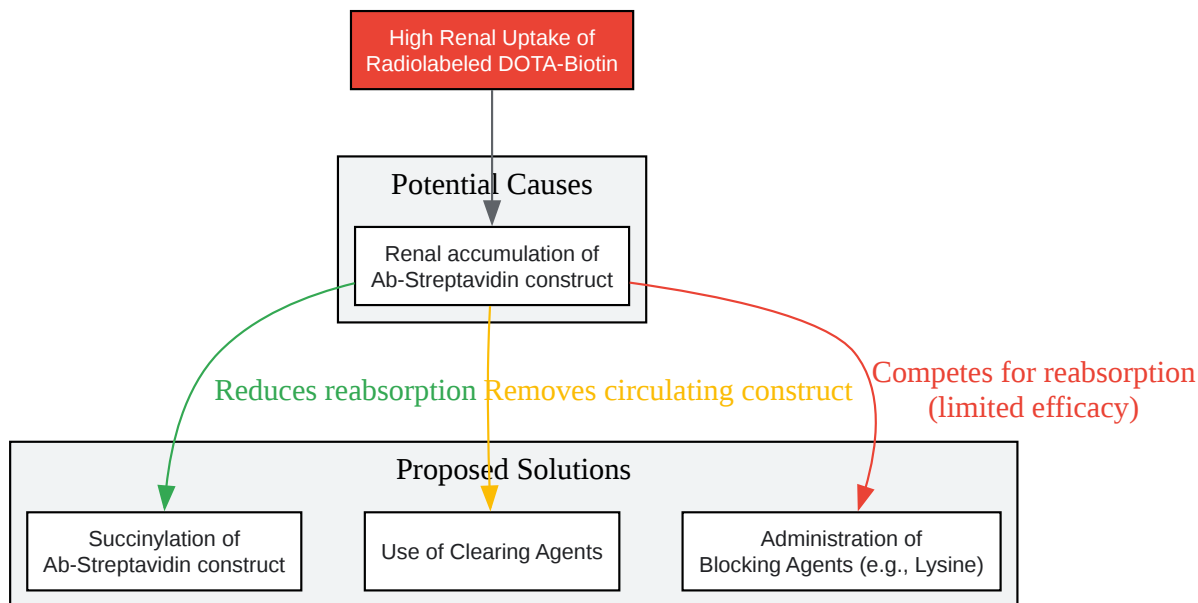 High Renal Uptake of
Radiolabeled DOTA-Biotin
Potential Causes
Renal accumulation of
Ab-Streptavidin construct
Reduces reabsorption
Removes circulating construct
Competes for reabsorption
(limited efficacy)
Proposed Solutions
Succinylation of
Ab-Streptavidin construct
Use of Clearing Agents
Administration of
Blocking Agents (e.g., Lysine)